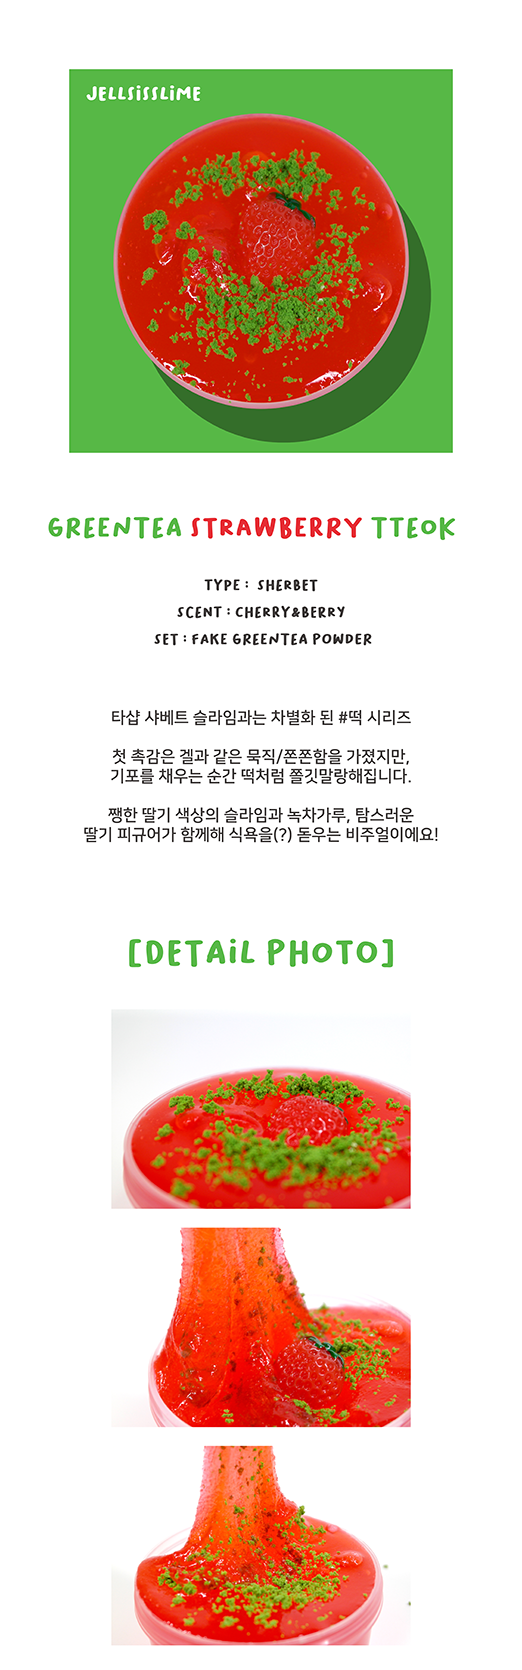 JELLSiSSLiME
GREENTEA STRAWBERRY TTEOK
TYPE : SHERBET
SCENT : CHERRY&BERRY
SET : FAKE GREENTEA POWDER
타샵 샤베트 슬라임과는 차별화 된 #떡 시리즈
첫 촉감은 겔과 같은 묵직/쫀쫀함을 가졌지만,
기포를 채우는 순간 떡처럼 쫄깃말랑해집니다.
쨍한 딸기 색상의 슬라임과 녹차가루, 탐스러운
딸기 피규어가 함께해 식욕을(?) 돋우는 비주얼이에요!
[DETAiL PHOTO]